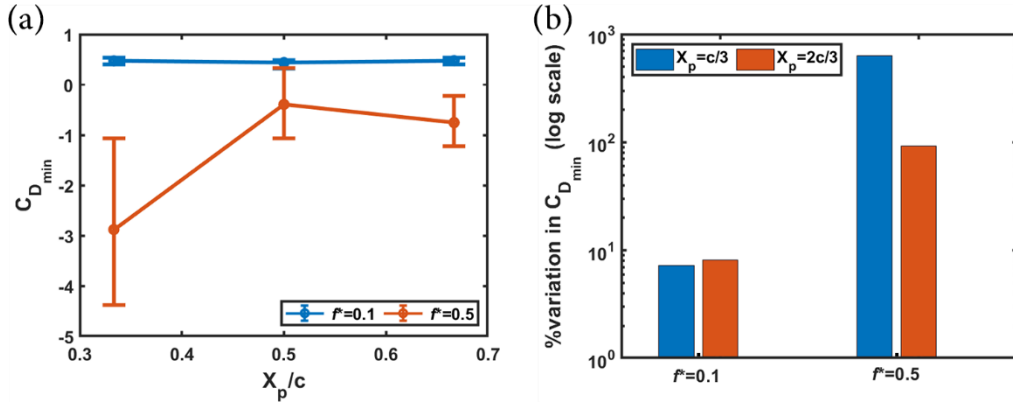 (a)
1
0
-1
-2
-3
-4
-5
C_Dmin
0.3 0.4 0.5 0.6 0.7
X_p/c
f*=0.1 f*=0.5
(b)
10^3
10^2
10^1
10^0
%variation in C_Dmin (log scale)
X_p=c/3 X_p=2c/3
f*=0.1 f*=0.5